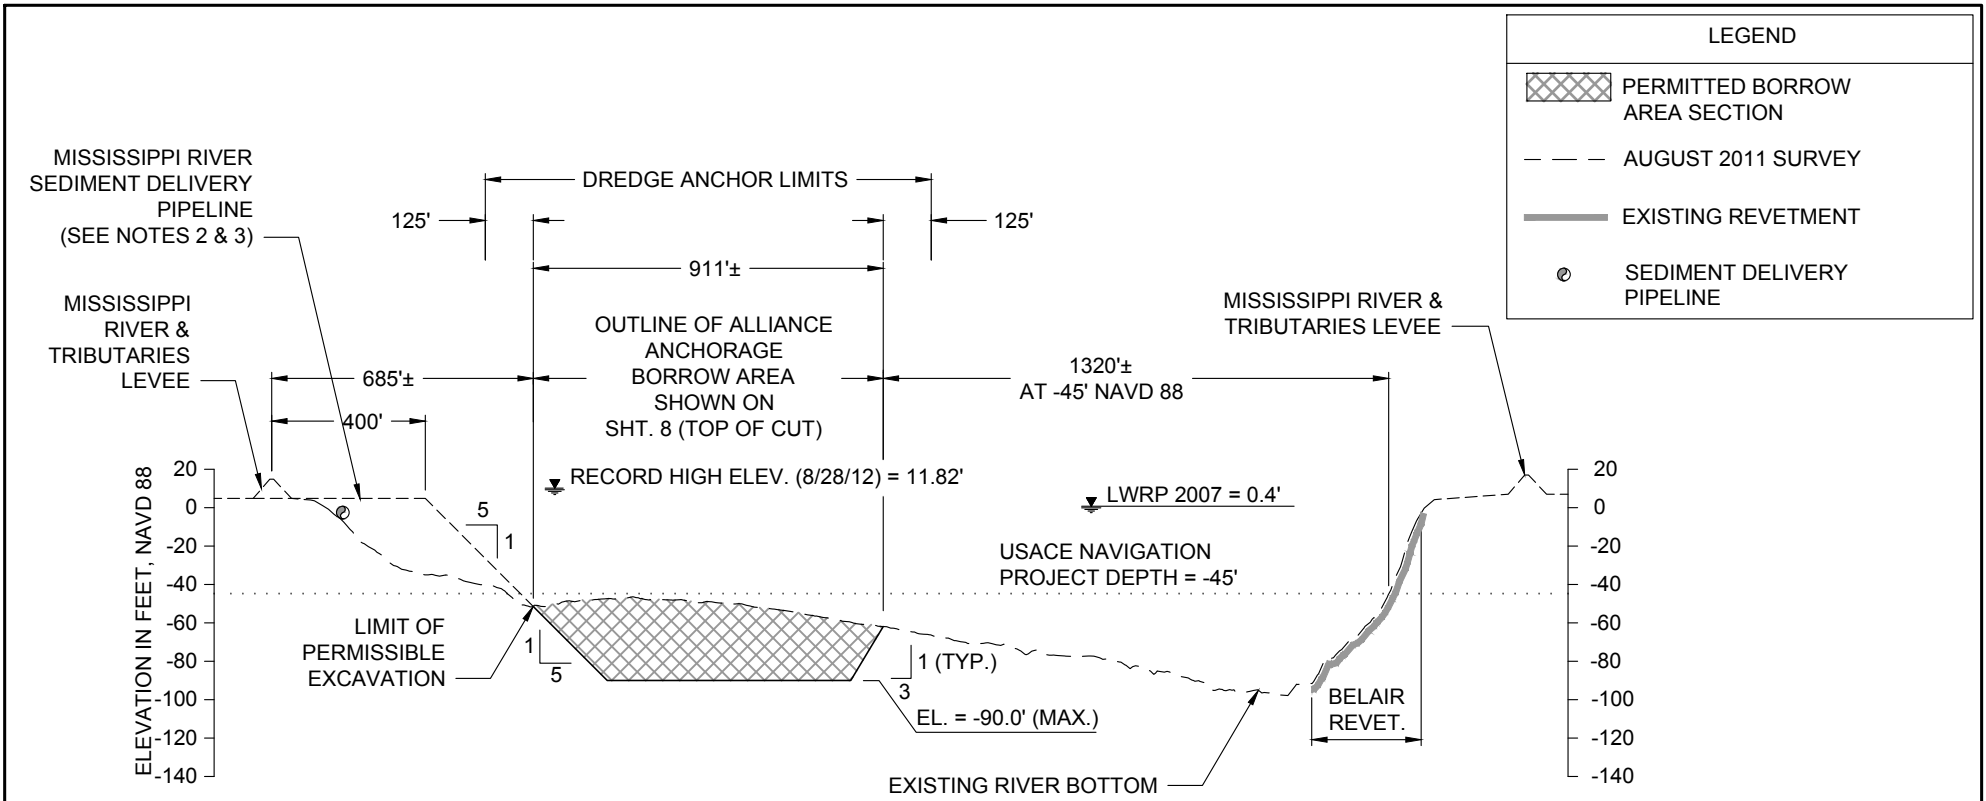 LEGEND
PERMITTED BORROW
AREA SECTION
AUGUST 2011 SURVEY
EXISTING REVETMENT
SEDIMENT DELIVERY
PIPELINE
MISSISSIPPI RIVER
SEDIMENT DELIVERY
PIPELINE
(SEE NOTES 2 & 3)
DREDGE ANCHOR LIMITS
125'
125'
911'±
MISSISSIPPI
RIVER &
TRIBUTARIES
LEVEE
OUTLINE OF ALLIANCE
ANCHORAGE
BORROW AREA
SHOWN ON
SHT. 8 (TOP OF CUT)
MISSISSIPPI RIVER &
TRIBUTARIES LEVEE
685'±
400'
1320'±
AT -45' NAVD 88
RECORD HIGH ELEV. (8/28/12) = 11.82'
LWRP 2007 = 0.4'
USACE NAVIGATION
PROJECT DEPTH = -45'
5
1
ELEVATION IN FEET, NAVD 88
20
0
-20
-40
-60
-80
-100
-120
-140
20
0
-20
-40
-60
-80
-100
-120
-140
LIMIT OF
PERMISSIBLE
EXCAVATION
1
5
1 (TYP.)
3
EL. = -90.0' (MAX.)
BELAIR
REVET.
EXISTING RIVER BOTTOM